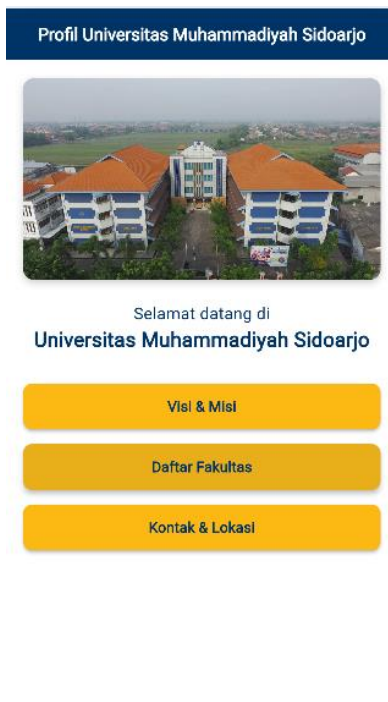 Profil Universitas Muhammadiyah Sidoarjo
Selamat datang di
Universitas Muhammadiyah Sidoarjo
Visi & Misi
Daftar Fakultas
Kontak & Lokasi